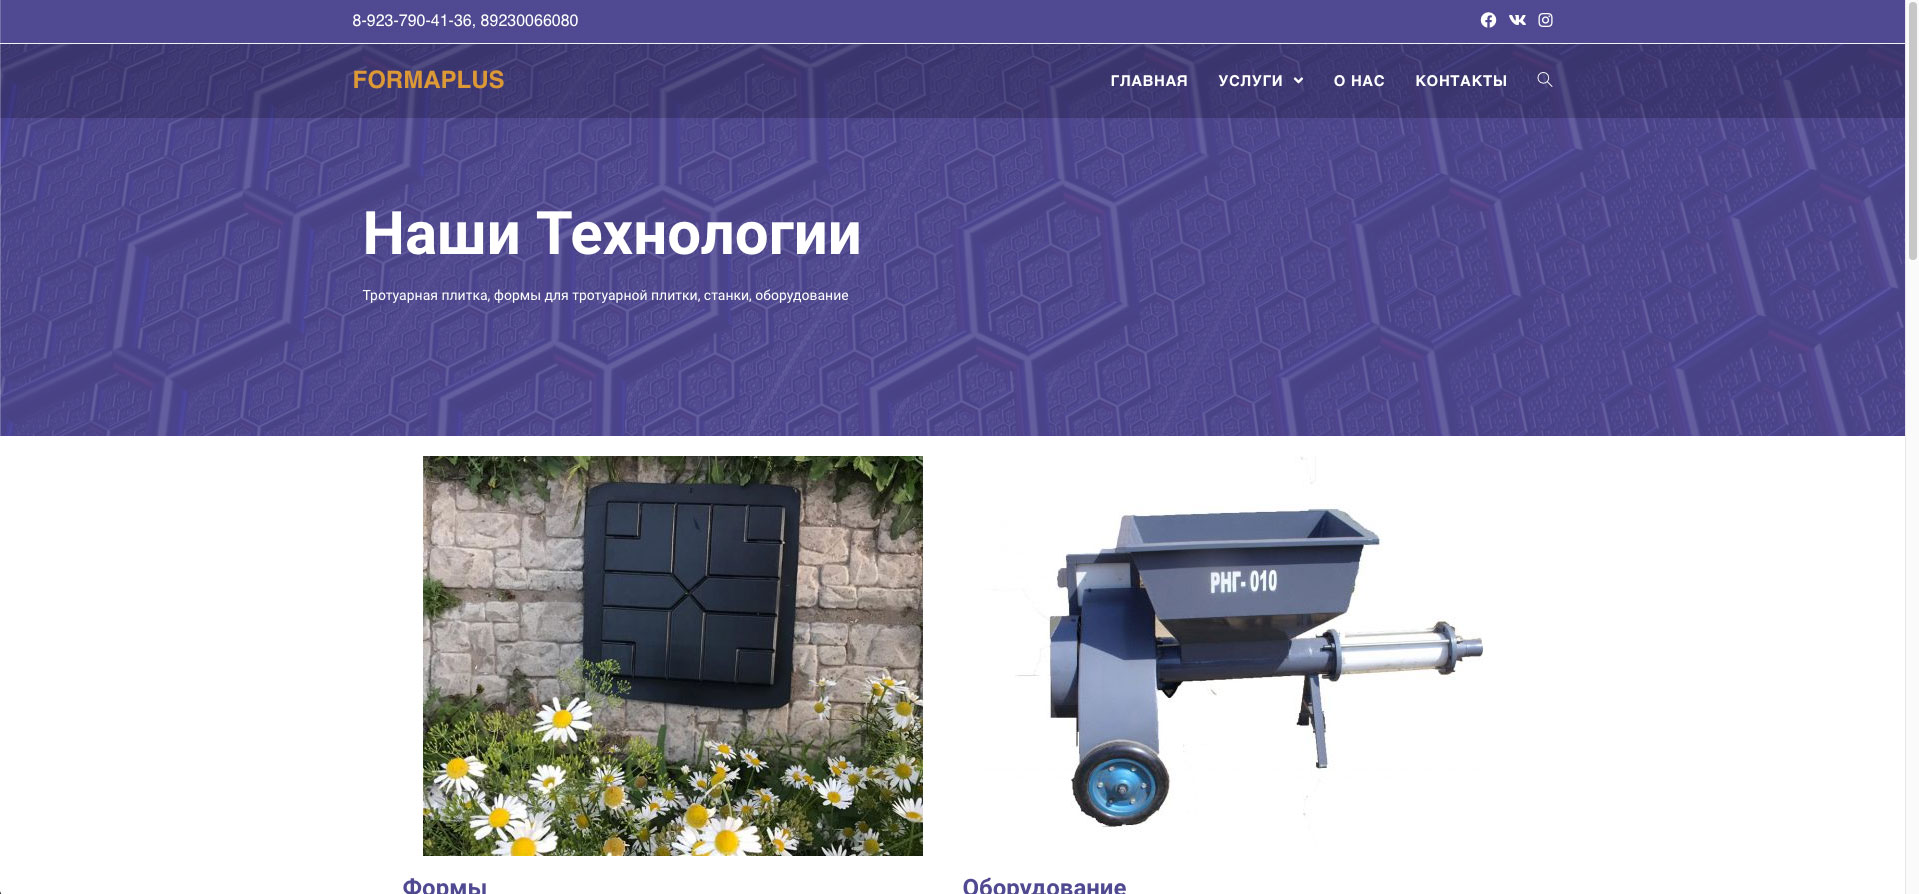 8-923-790-41-36, 89230066080
FORMAPLUS
ГЛАВНАЯ УСЛУГИ О НАС КОНТАКТЫ
Наши Технологии
Тротуарная плитка, формы для тротуарной плитки, станки, оборудование
РНГ-010
Формы
Оборудование